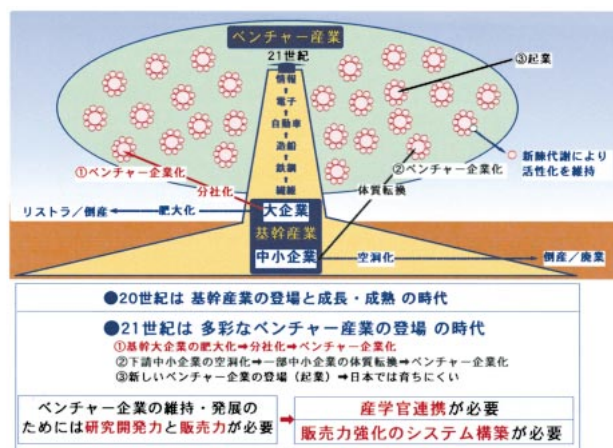 ベンチャー産業
21世紀
情報
電子
自動車
造船
鉄鋼
繊維
③起業
①ベンチャー企業化
分社化
②ベンチャー企業化
体質転換
新陳代謝により
活性化を維持
リストラ/倒産
肥大化
大企業
基幹産業
中小企業
空洞化
倒産/廃業
●20世紀は 基幹産業の登場と成長・成熟 の時代
●21世紀は 多彩なベンチャー産業の登場 の時代
①基幹大企業の肥大化➡分社化➡ベンチャー企業化
②下請中小企業の空洞化➡一部中小企業の体質転換➡ベンチャー企業化
③新しいベンチャー企業の登場(起業)➡日本では育ちにくい
ベンチャー企業の維持・発展の
ためには研究開発力と販売力が必要
➡
産学官連携が必要
販売力強化のシステム構築が必要